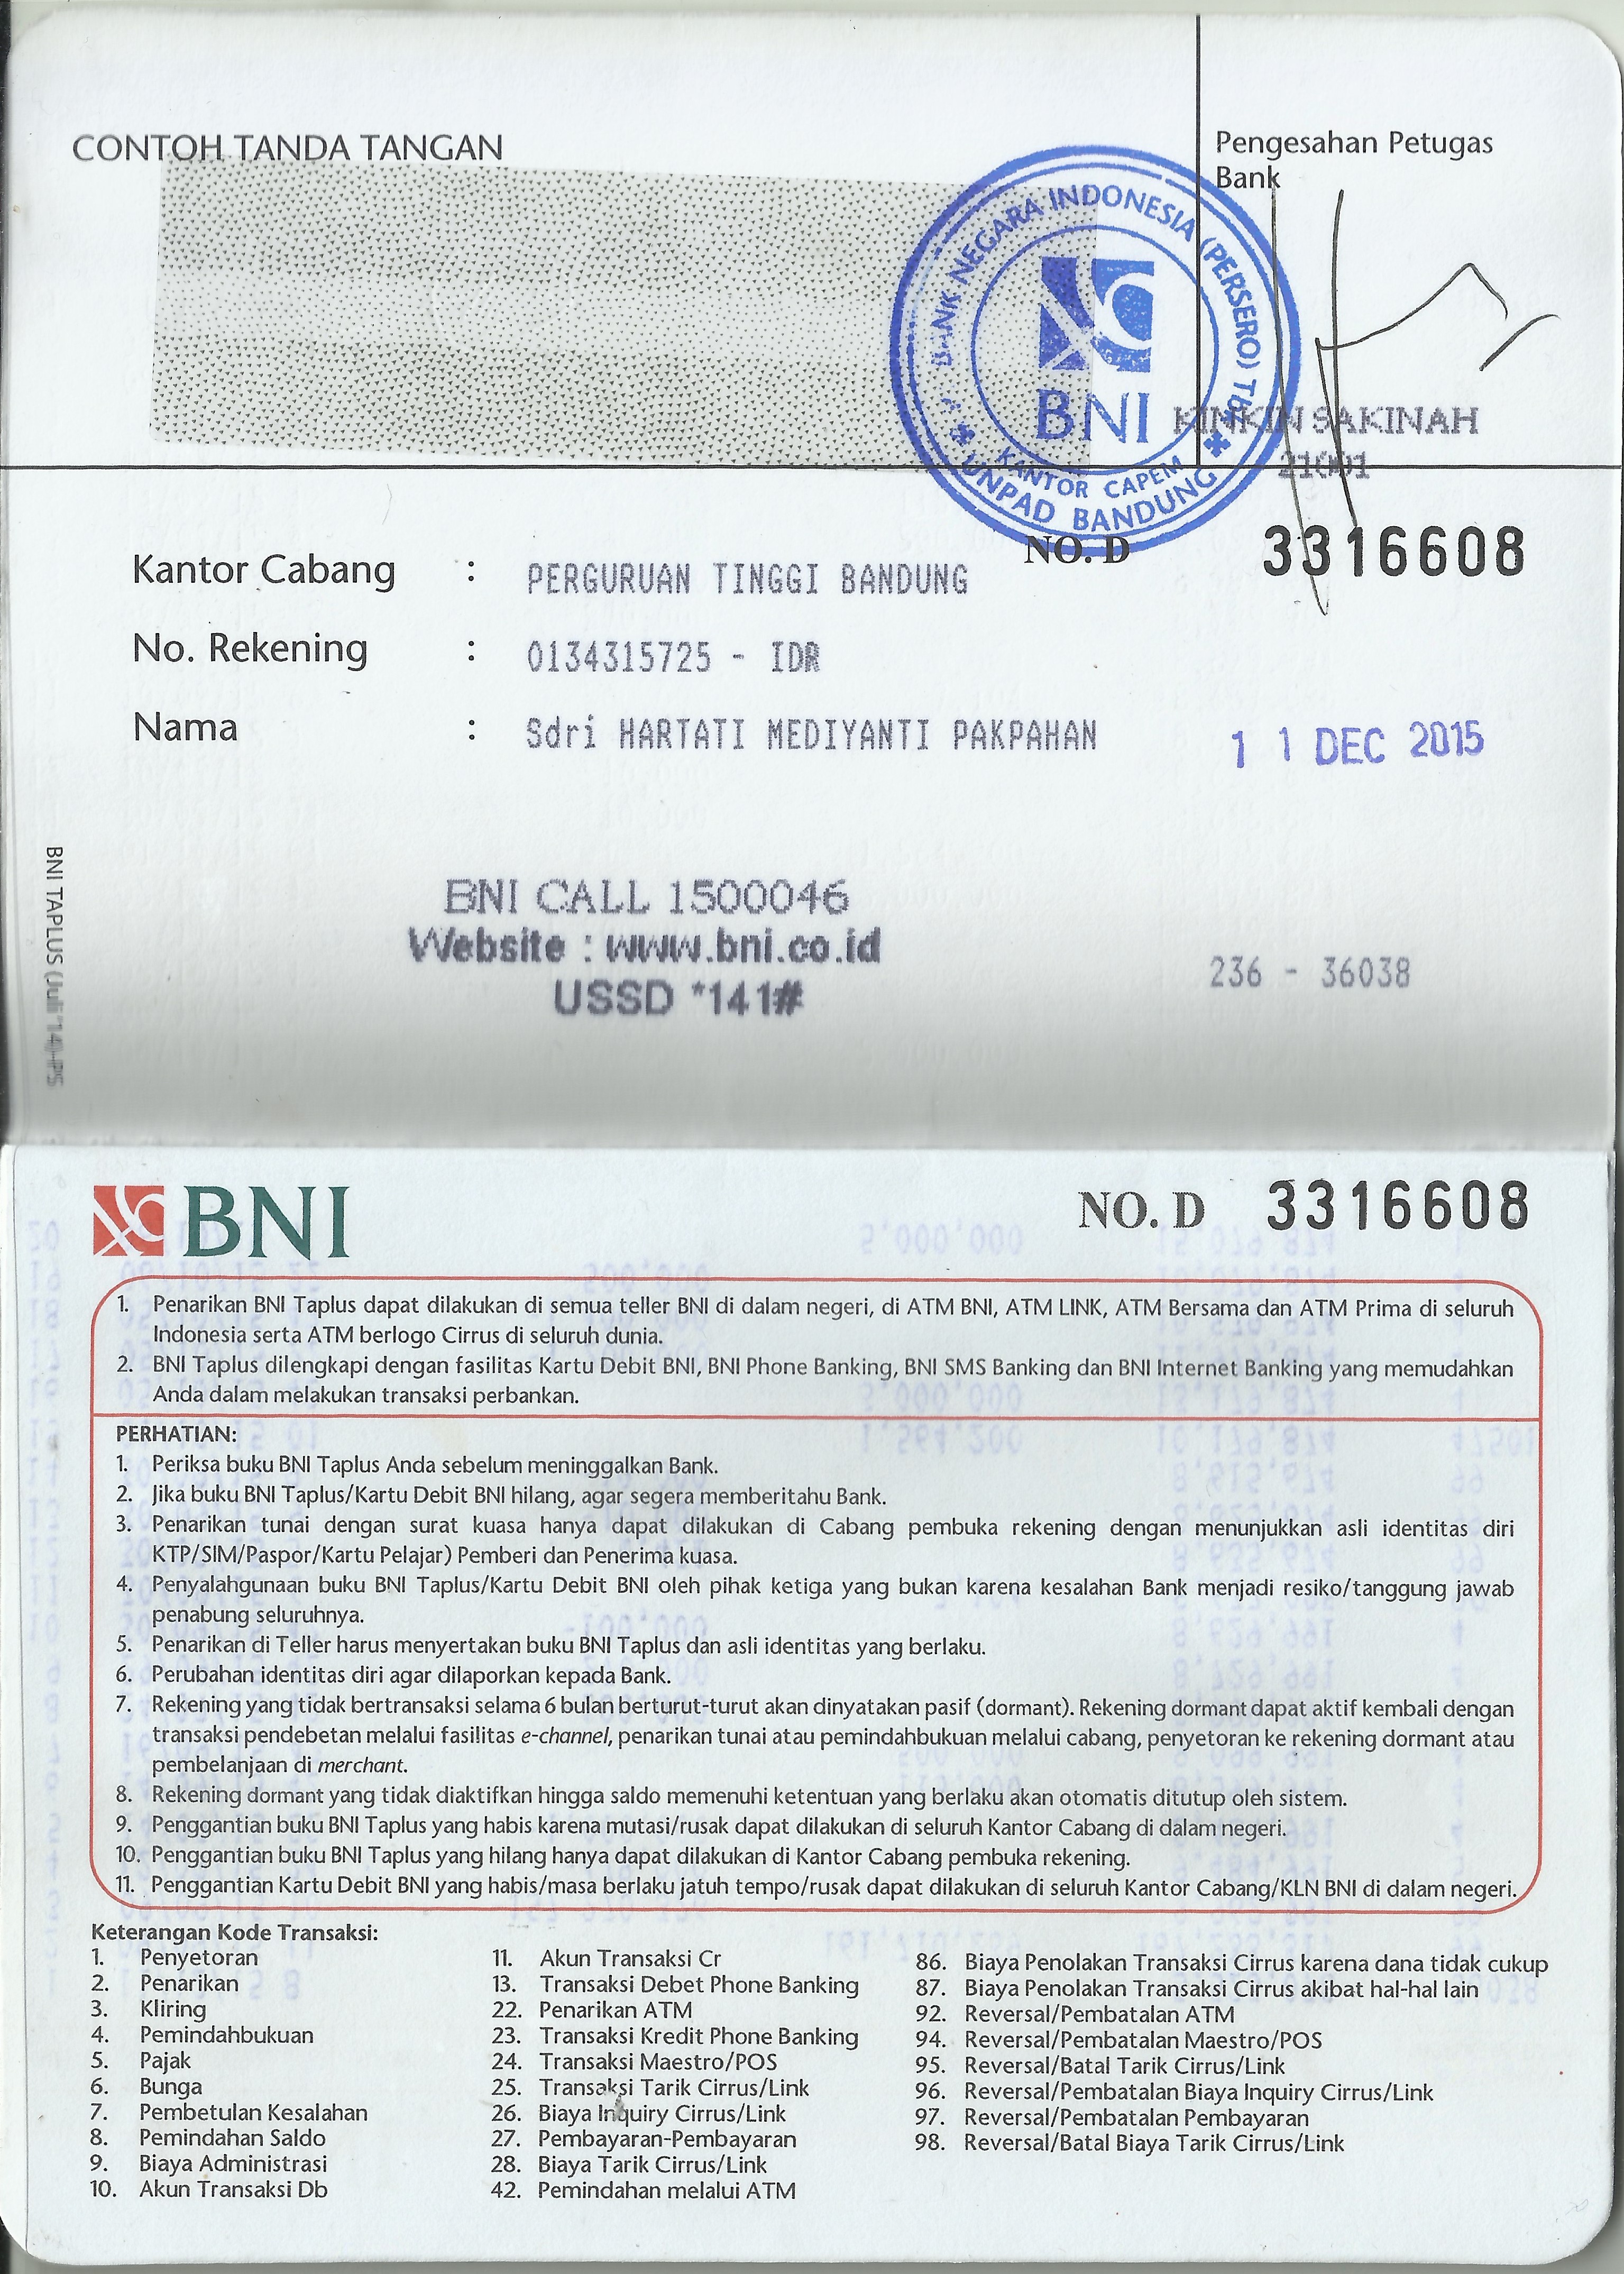 CONTOH TANDA TANGAN
Pengesahan Petugas
Bank
BANK NEGARA INDONESIA (PERSERO) Tbk
BNI
KANTOR CAPEM
UNPAD BANDUNG
KINKIN SAKINAH
21001
NO. D 3316608
Kantor Cabang : PERGURUAN TINGGI BANDUNG
No. Rekening : 0134315725 - IDR
Nama : Sdri HARTATI MEDIYANTI PAKPAHAN
1 1 DEC 2015
BNI CALL 1500046
Website : www.bni.co.id
USSD *141#
236 - 36038
BNI TAPLUS (Juli'14)-PS
BNI
NO. D 3316608
1. Penarikan BNI Taplus dapat dilakukan di semua teller BNI di dalam negeri, di ATM BNI, ATM LINK, ATM Bersama dan ATM Prima di seluruh
Indonesia serta ATM berlogo Cirrus di seluruh dunia.
2. BNI Taplus dilengkapi dengan fasilitas Kartu Debit BNI, BNI Phone Banking, BNI SMS Banking dan BNI Internet Banking yang memudahkan
Anda dalam melakukan transaksi perbankan.
PERHATIAN:
1. Periksa buku BNI Taplus Anda sebelum meninggalkan Bank.
2. Jika buku BNI Taplus/Kartu Debit BNI hilang, agar segera memberitahu Bank.
3. Penarikan tunai dengan surat kuasa hanya dapat dilakukan di Cabang pembuka rekening dengan menunjukkan asli identitas diri
KTP/SIM/Paspor/Kartu Pelajar) Pemberi dan Penerima kuasa.
4. Penyalahgunaan buku BNI Taplus/Kartu Debit BNI oleh pihak ketiga yang bukan karena kesalahan Bank menjadi resiko/tanggung jawab
penabung seluruhnya.
5. Penarikan di Teller harus menyertakan buku BNI Taplus dan asli identitas yang berlaku.
6. Perubahan identitas diri agar dilaporkan kepada Bank.
7. Rekening yang tidak bertransaksi selama 6 bulan berturut-turut akan dinyatakan pasif (dormant). Rekening dormant dapat aktif kembali dengan
transaksi pendebetan melalui fasilitas e-channel, penarikan tunai atau pemindahbukuan melalui cabang, penyetoran ke rekening dormant atau
pembelanjaan di merchant.
8. Rekening dormant yang tidak diaktifkan hingga saldo memenuhi ketentuan yang berlaku akan otomatis ditutup oleh sistem.
9. Penggantian buku BNI Taplus yang habis karena mutasi/rusak dapat dilakukan di seluruh Kantor Cabang di dalam negeri.
10. Penggantian buku BNI Taplus yang hilang hanya dapat dilakukan di Kantor Cabang pembuka rekening.
11. Penggantian Kartu Debit BNI yang habis/masa berlaku jatuh tempo/rusak dapat dilakukan di seluruh Kantor Cabang/KLN BNI di dalam negeri.
Keterangan Kode Transaksi:
1. Penyetoran
2. Penarikan
3. Kliring
4. Pemindahbukuan
5. Pajak
6. Bunga
7. Pembetulan Kesalahan
8. Pemindahan Saldo
9. Biaya Administrasi
10. Akun Transaksi Db
11. Akun Transaksi Cr
13. Transaksi Debet Phone Banking
22. Penarikan ATM
23. Transaksi Kredit Phone Banking
24. Transaksi Maestro/POS
25. Transaksi Tarik Cirrus/Link
26. Biaya Inquiry Cirrus/Link
27. Pembayaran-Pembayaran
28. Biaya Tarik Cirrus/Link
42. Pemindahan melalui ATM
86. Biaya Penolakan Transaksi Cirrus karena dana tidak cukup
87. Biaya Penolakan Transaksi Cirrus akibat hal-hal lain
92. Reversal/Pembatalan ATM
94. Reversal/Pembatalan Maestro/POS
95. Reversal/Batal Tarik Cirrus/Link
96. Reversal/Pembatalan Biaya Inquiry Cirrus/Link
97. Reversal/Pembatalan Pembayaran
98. Reversal/Batal Biaya Tarik Cirrus/Link